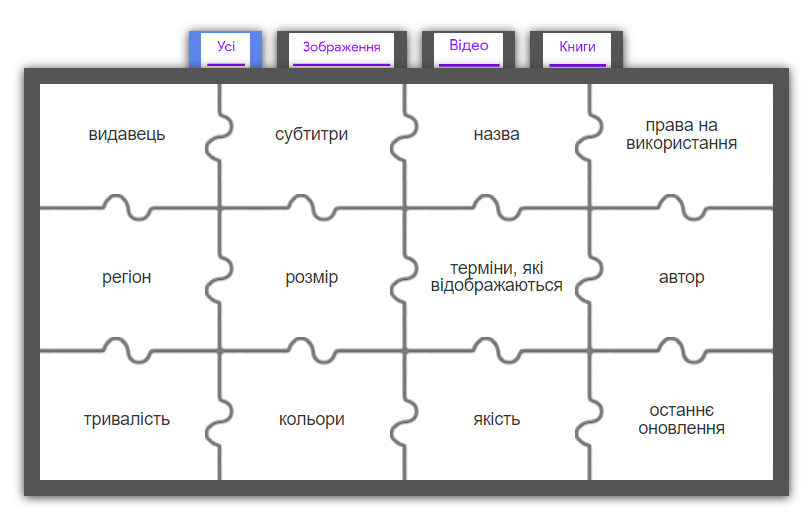 Усі
Зображення
Відео
Книги
видавець
субтитри
назва
права на
використання
регіон
розмір
терміни, які
відображаються
автор
тривалість
кольори
якість
останнє
оновлення